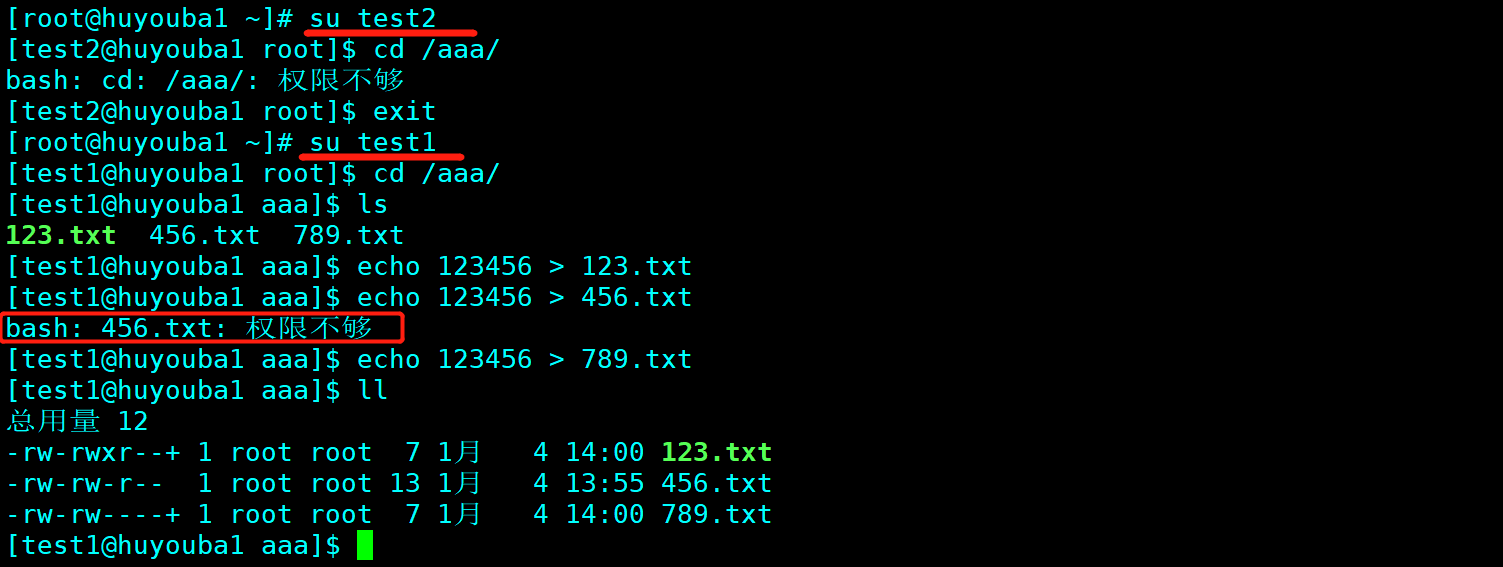 [root@huyouba1 ~]# su test2
[test2@huyouba1 root]$ cd /aaa/
bash: cd: /aaa/: 权限不够
[test2@huyouba1 root]$ exit
[root@huyouba1 ~]# su test1
[test1@huyouba1 root]$ cd /aaa/
[test1@huyouba1 aaa]$ ls
123.txt  456.txt  789.txt
[test1@huyouba1 aaa]$ echo 123456 > 123.txt
[test1@huyouba1 aaa]$ echo 123456 > 456.txt
bash: 456.txt: 权限不够
[test1@huyouba1 aaa]$ echo 123456 > 789.txt
[test1@huyouba1 aaa]$ ll
总用量 12
-rw-rwxr--+ 1 root root  7 1月   4 14:00 123.txt
-rw-rw-r--  1 root root 13 1月   4 13:55 456.txt
-rw-rw----+ 1 root root  7 1月   4 14:00 789.txt
[test1@huyouba1 aaa]$